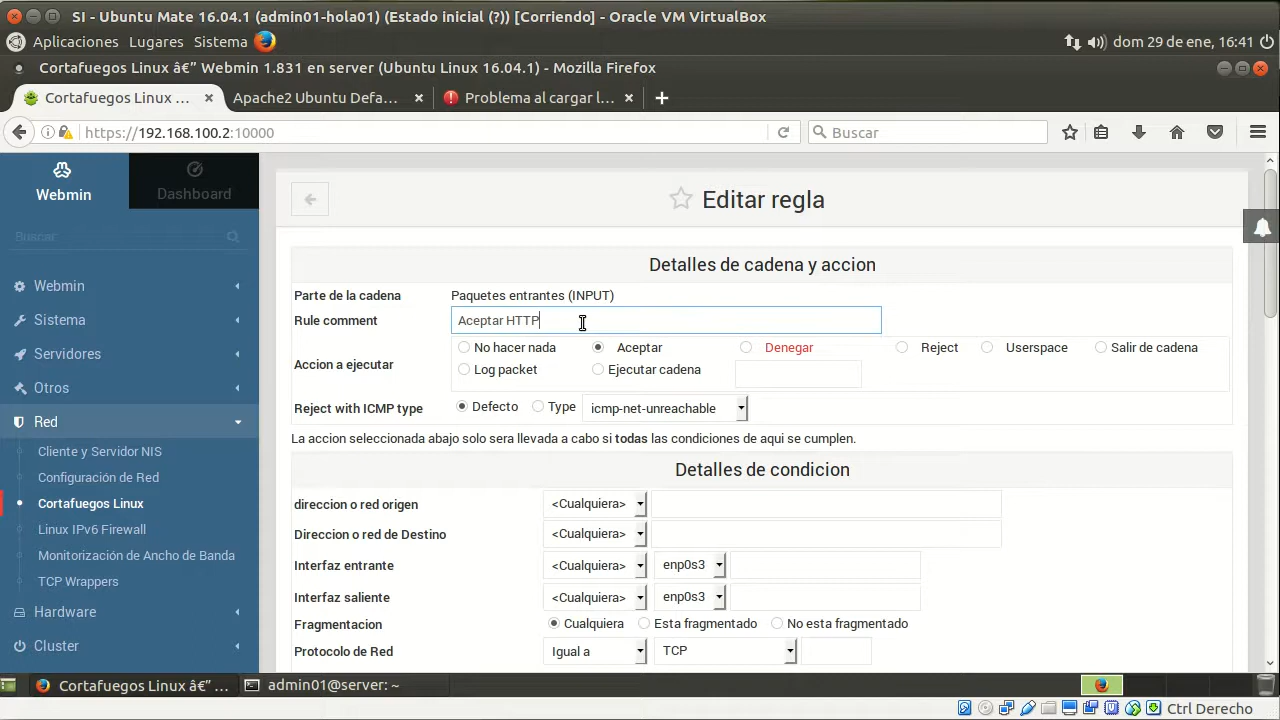 SI - Ubuntu Mate 16.04.1 (admin01-hola01) (Estado inicial (?)) [Corriendo] - Oracle VM VirtualBox
Aplicaciones Lugares Sistema dom 29 de ene, 16:41
Cortafuegos Linux â€” Webmin 1.831 en server (Ubuntu Linux 16.04.1) - Mozilla Firefox
Cortafuegos Linux ... Apache2 Ubuntu Defa... Problema al cargar l...
https://192.168.100.2:10000 Buscar
Webmin Dashboard
Buscar
Webmin
Sistema
Servidores
Otros
Red
Cliente y Servidor NIS
Configuración de Red
Cortafuegos Linux
Linux IPv6 Firewall
Monitorización de Ancho de Banda
TCP Wrappers
Hardware
Cluster
Editar regla
Detalles de cadena y accion
Parte de la cadena Paquetes entrantes (INPUT)
Rule comment Aceptar HTTP
Accion a ejecutar No hacer nada Aceptar Denegar Reject Userspace Salir de cadena
Log packet Ejecutar cadena
Reject with ICMP type Defecto Type icmp-net-unreachable
La accion seleccionada abajo solo sera llevada a cabo si todas las condiciones de aqui se cumplen.
Detalles de condicion
direccion o red origen <Cualquiera>
Direccion o red de Destino <Cualquiera>
Interfaz entrante <Cualquiera> enp0s3
Interfaz saliente <Cualquiera> enp0s3
Fragmentacion Cualquiera Esta fragmentado No esta fragmentado
Protocolo de Red Igual a TCP
Cortafuegos Linux â€” ... admin01@server: ~
Ctrl Derecho